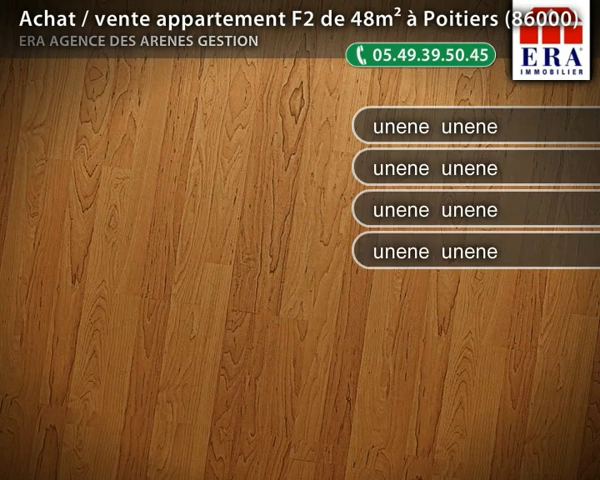 Achat / vente appartement F2 de 48m² à Poitiers (86000)
ERA AGENCE DES ARENES GESTION
05.49.39.50.45
ERA
IMMOBILIER
unene unene
unene unene
unene unene
unene unene